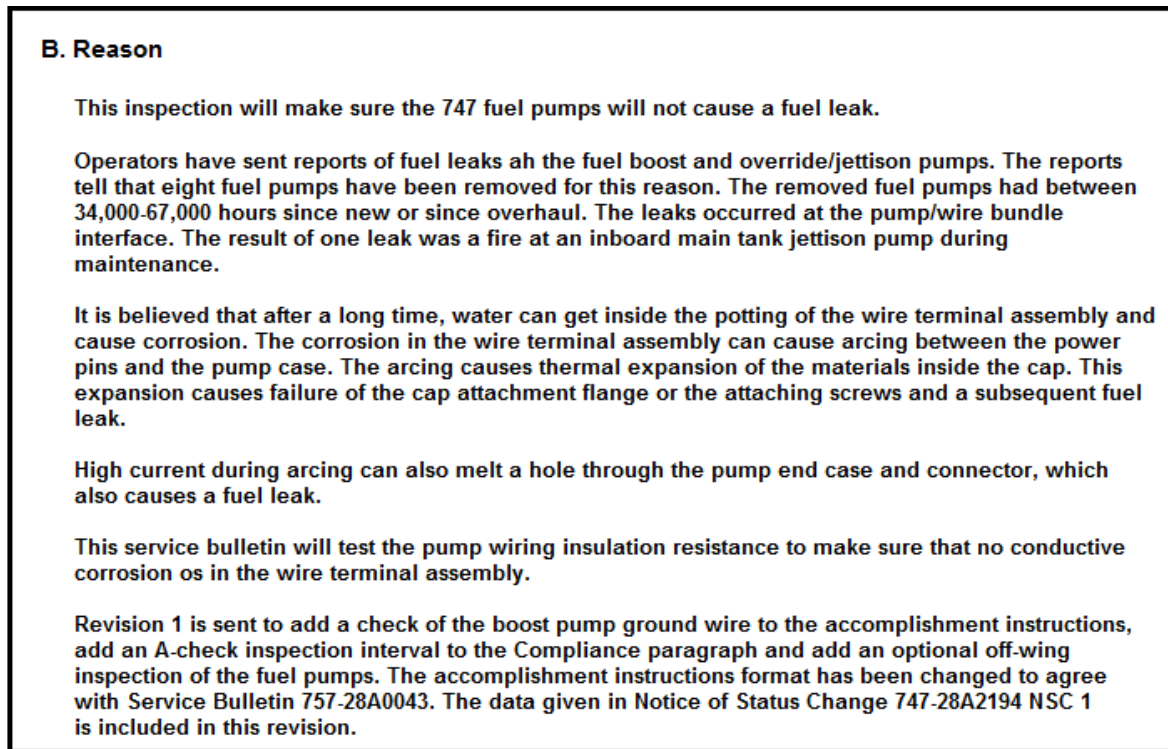 B. Reason
This inspection will make sure the 747 fuel pumps will not cause a fuel leak.
Operators have sent reports of fuel leaks ah the fuel boost and override/jettison pumps. The reports
tell that eight fuel pumps have been removed for this reason. The removed fuel pumps had between
34,000-67,000 hours since new or since overhaul. The leaks occurred at the pump/wire bundle
interface. The result of one leak was a fire at an inboard main tank jettison pump during
maintenance.
It is believed that after a long time, water can get inside the potting of the wire terminal assembly and
cause corrosion. The corrosion in the wire terminal assembly can cause arcing between the power
pins and the pump case. The arcing causes thermal expansion of the materials inside the cap. This
expansion causes failure of the cap attachment flange or the attaching screws and a subsequent fuel
leak.
High current during arcing can also melt a hole through the pump end case and connector, which
also causes a fuel leak.
This service bulletin will test the pump wiring insulation resistance to make sure that no conductive
corrosion os in the wire terminal assembly.
Revision 1 is sent to add a check of the boost pump ground wire to the accomplishment instructions,
add an A-check inspection interval to the Compliance paragraph and add an optional off-wing
inspection of the fuel pumps. The accomplishment instructions format has been changed to agree
with Service Bulletin 757-28A0043. The data given in Notice of Status Change 747-28A2194 NSC 1
is included in this revision.